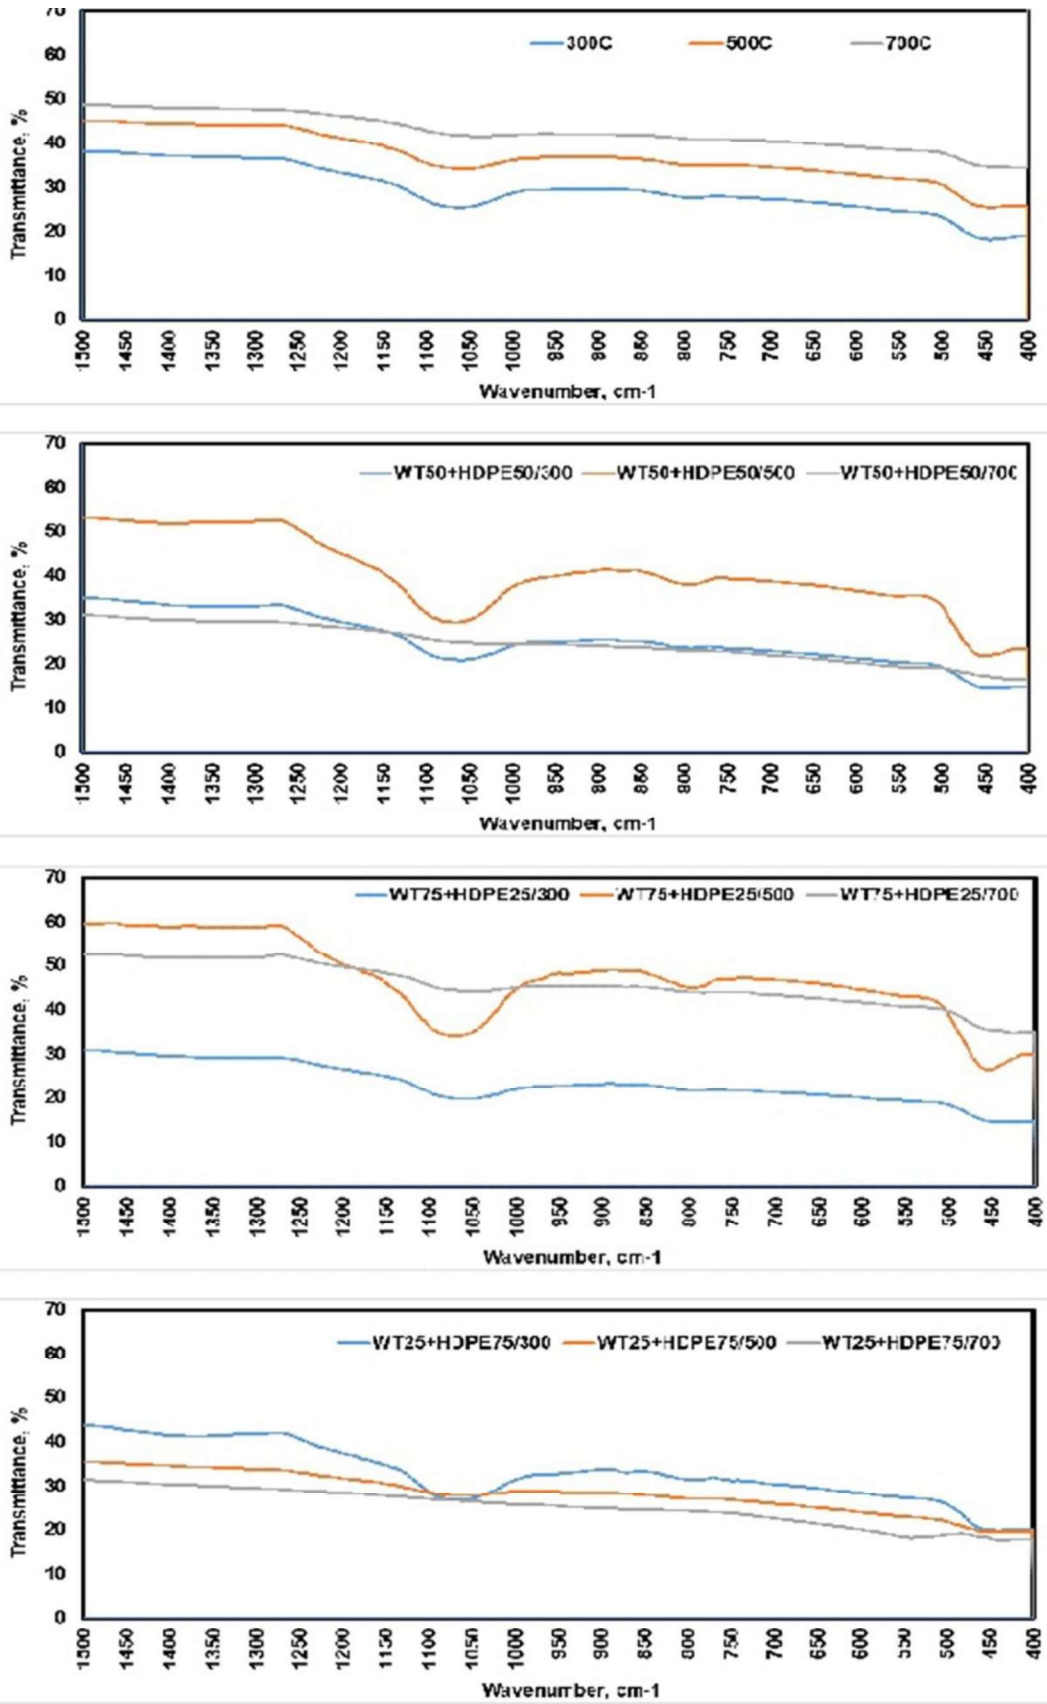 70
60
50
40
30
20
10
0
Transmittance, %
300C 500C 700C
1500 1450 1400 1350 1300 1250 1200 1150 1100 1050 1000 950 900 850 800 750 700 650 600 550 500 450 400
Wavenumber, cm-1
70
60
50
40
30
20
10
0
Transmittance, %
WT50+HDPE50/300 WT50+HDPE50/500 WT50+HDPE50/700
1500 1450 1400 1350 1300 1250 1200 1150 1100 1050 1000 950 900 850 800 750 700 650 600 550 500 450 400
Wavenumber, cm-1
70
60
50
40
30
20
10
0
Transmittance, %
WT75+HDPE25/300 WT75+HDPE25/500 WT75+HDPE25/700
1500 1450 1400 1350 1300 1250 1200 1150 1100 1050 1000 950 900 850 800 750 700 650 600 550 500 450 400
Wavenumber, cm-1
70
60
50
40
30
20
10
0
Transmittance, %
WT25+HDPE75/300 WT25+HDPE75/500 WT25+HDPE75/700
1500 1450 1400 1350 1300 1250 1200 1150 1100 1050 1000 950 900 850 800 750 700 650 600 550 500 450 400
Wavenumber, cm-1